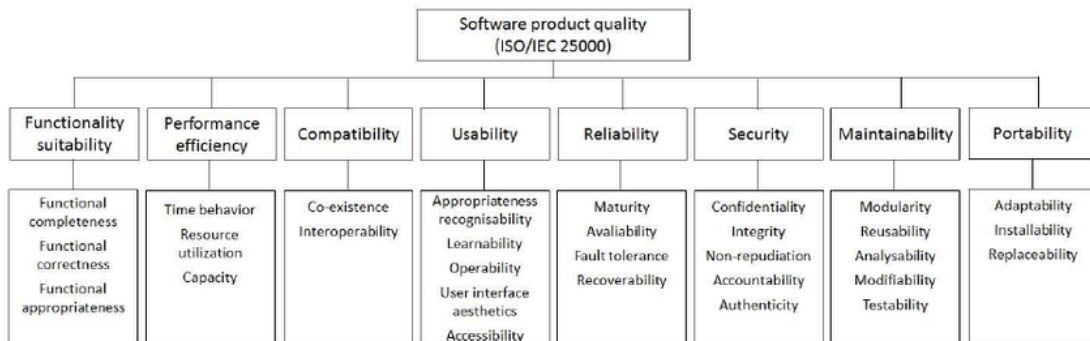 Software product quality
(ISO/IEC 25000)
Functionality
suitability
Performance
efficiency
Compatibility
Usability
Reliability
Security
Maintainability
Portability
Functional
completeness
Functional
correctness
Functional
appropriateness
Time behavior
Resource
utilization
Capacity
Co-existence
Interoperability
Appropriateness
recognisability
Learnability
Operability
User interface
aesthetics
Accessibility
Maturity
Avaliability
Fault tolerance
Recoverability
Confidentiality
Integrity
Non-repudiation
Accountability
Authenticity
Modularity
Reusability
Analysability
Modifiability
Testability
Adaptability
Installability
Replaceability